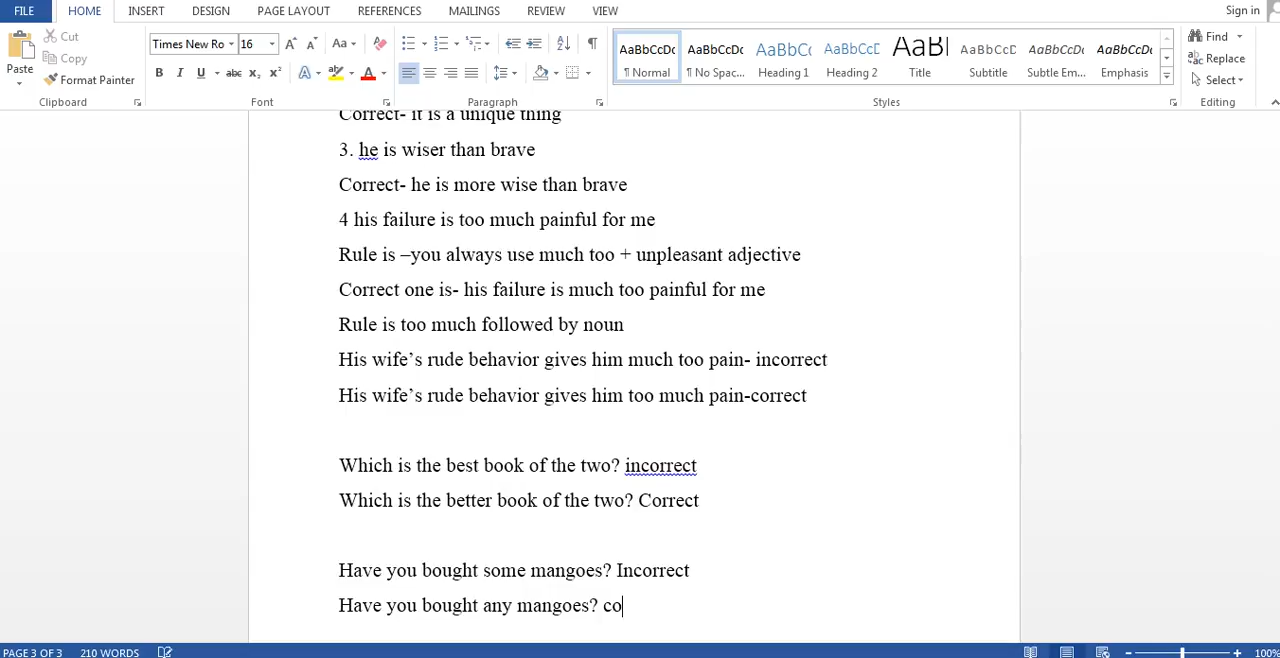 FILE HOME INSERT DESIGN PAGE LAYOUT REFERENCES MAILINGS REVIEW VIEW Sign in
Cut
Copy
Format Painter
Paste
Clipboard
Times New Ro 16
Font
Paragraph
AaBbCcDc AaBbCcDc AaBbCc AaBbCcD AaBl AaBbCcD AaBbCcDc AaBbCcDc
¶ Normal ¶ No Spac... Heading 1 Heading 2 Title Subtitle Subtle Em... Emphasis
Styles
Find
Replace
Select
Editing
Correct- it is a unique thing
3. he is wiser than brave
Correct- he is more wise than brave
4 his failure is too much painful for me
Rule is –you always use much too + unpleasant adjective
Correct one is- his failure is much too painful for me
Rule is too much followed by noun
His wife’s rude behavior gives him much too pain- incorrect
His wife’s rude behavior gives him too much pain-correct
Which is the best book of the two? incorrect
Which is the better book of the two? Correct
Have you bought some mangoes? Incorrect
Have you bought any mangoes? co
PAGE 3 OF 3 210 WORDS 100%